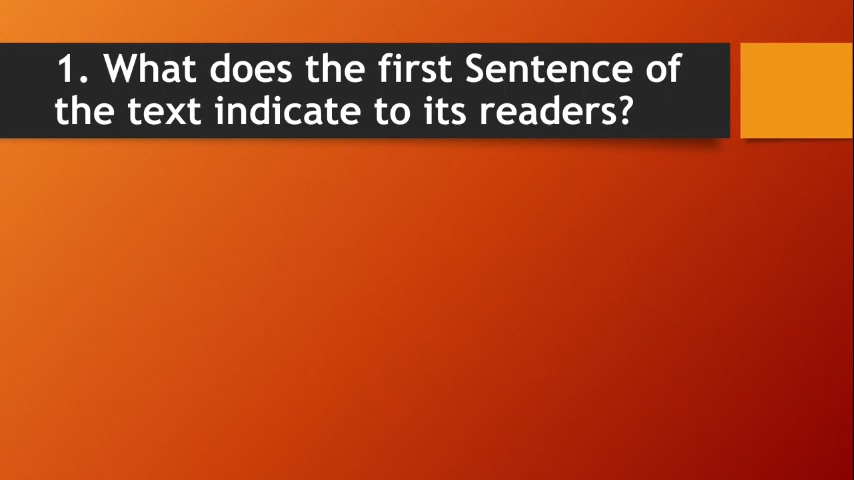 1. What does the first Sentence of
the text indicate to its readers?